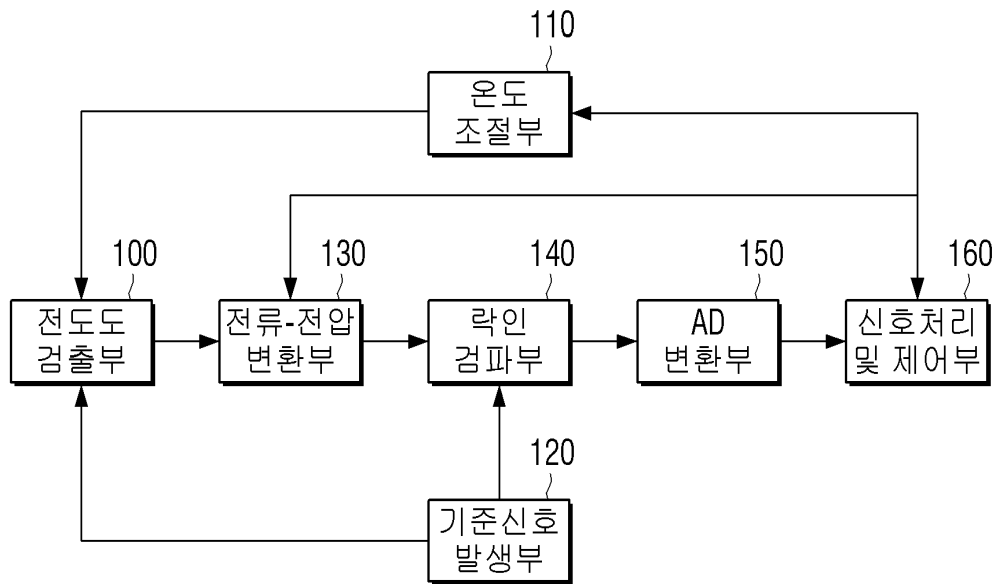 110
온도
조절부
100
전도도
검출부
130
전류-전압
변환부
140
락인
검파부
150
AD
변환부
160
신호처리
및 제어부
120
기준신호
발생부